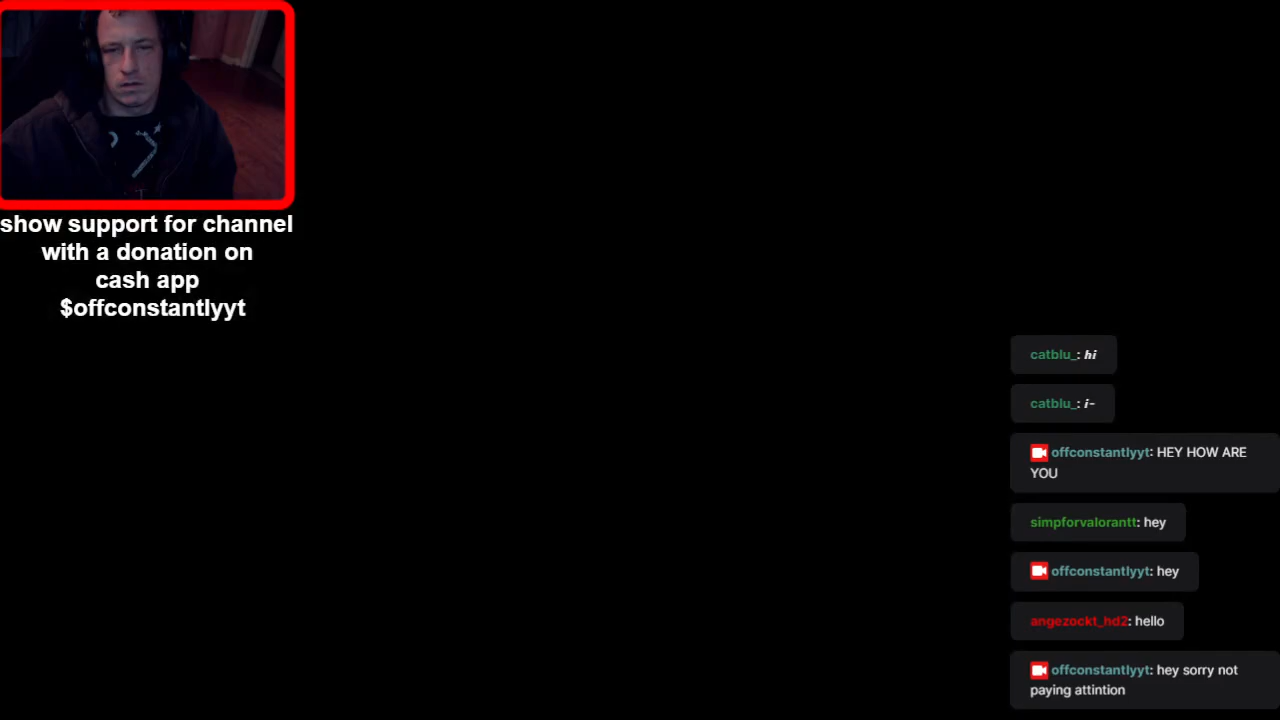 show support for channel
with a donation on
cash app
$offconstantlyyt
catblu_: hi
catblu_: i-
offconstantlyyt: HEY HOW ARE
YOU
simpforvalorantt: hey
offconstantlyyt: hey
angezockt_hd2: hello
offconstantlyyt: hey sorry not
paying attintion